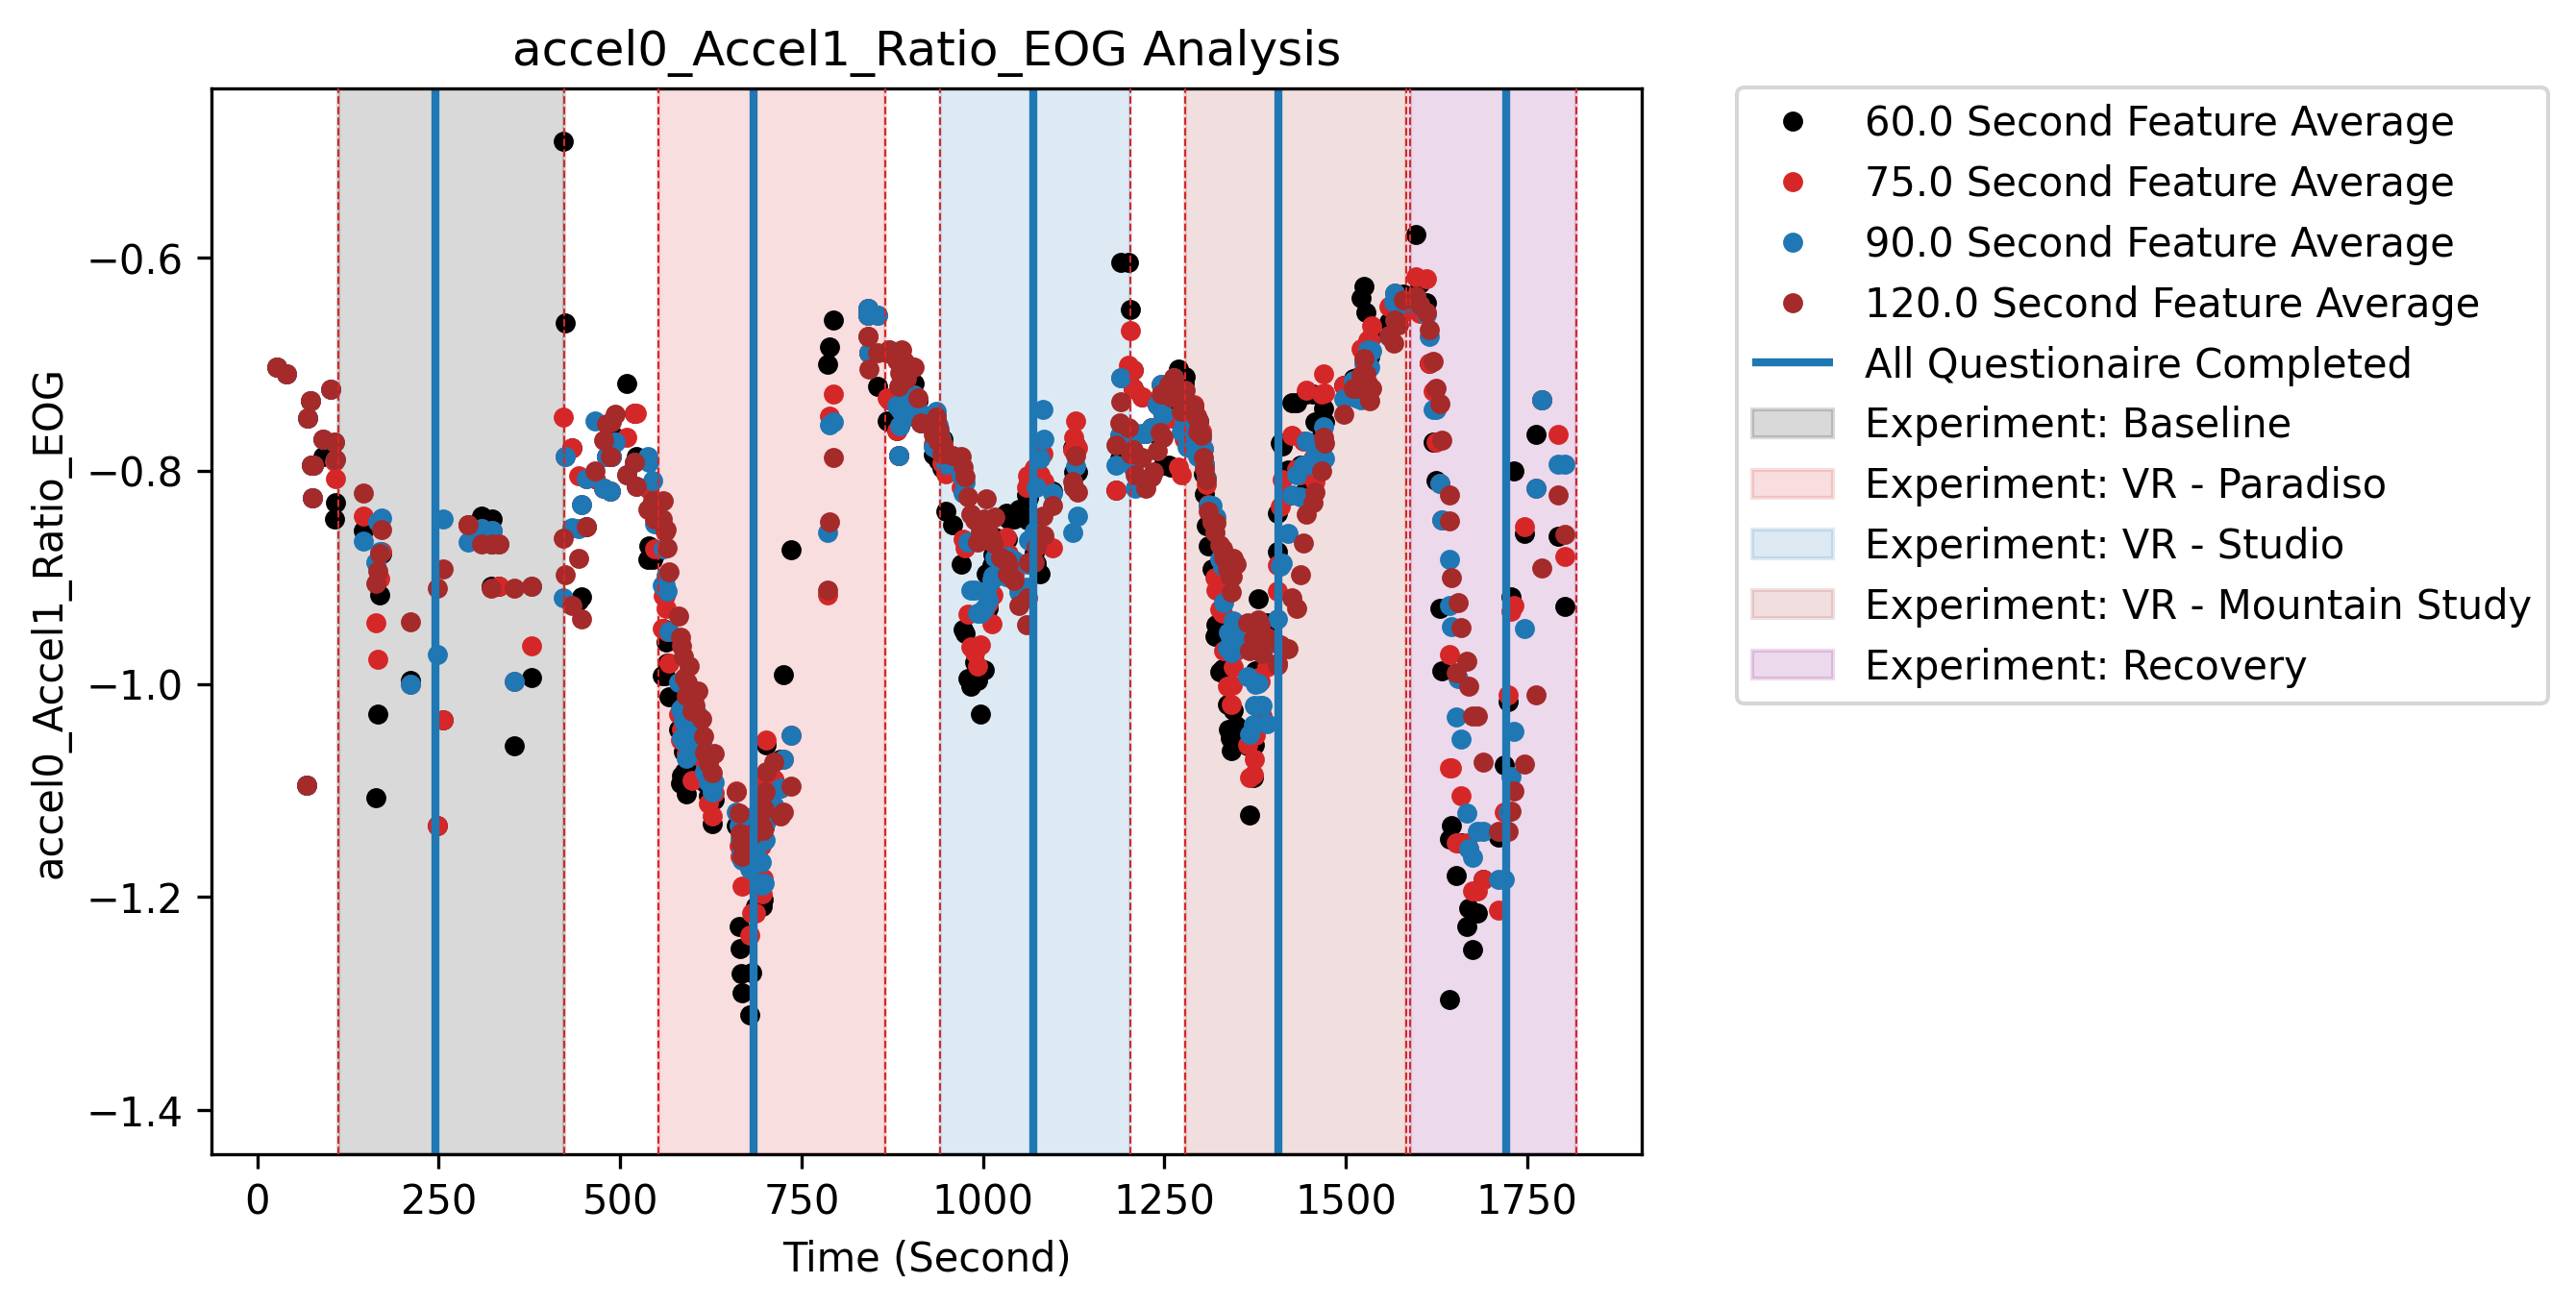 accel0_Accel1_Ratio_EOG Analysis
accel0_Accel1_Ratio_EOG
−0.6
−0.8
−1.0
−1.2
−1.4
0 250 500 750 1000 1250 1500 1750
Time (Second)
60.0 Second Feature Average
75.0 Second Feature Average
90.0 Second Feature Average
120.0 Second Feature Average
All Questionaire Completed
Experiment: Baseline
Experiment: VR - Paradiso
Experiment: VR - Studio
Experiment: VR - Mountain Study
Experiment: Recovery